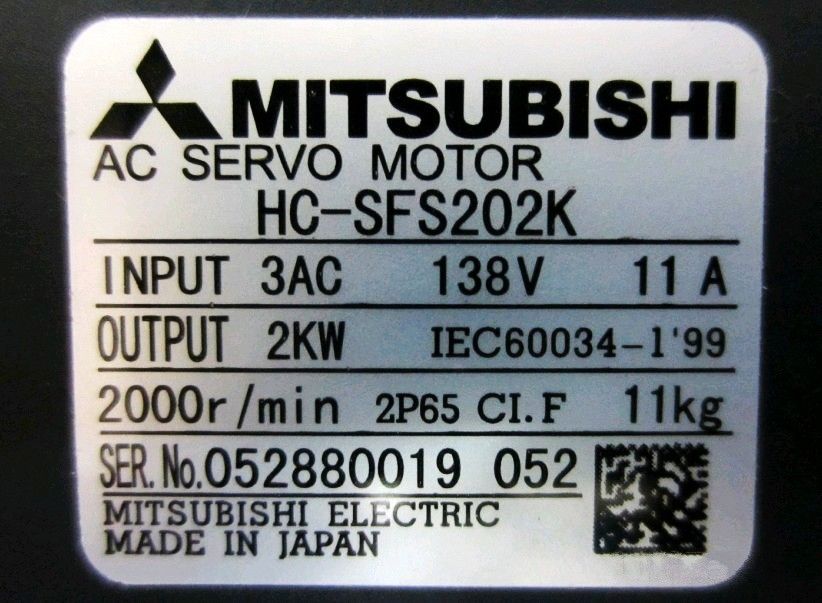 MITSUBISHI
AC SERVO MOTOR
HC-SFS202K
INPUT 3AC 138V 11 A
OUTPUT 2KW IEC60034-1'99
2000r/min 2P65 CI.F 11kg
SER.No.052880019 052
MITSUBISHI ELECTRIC
MADE IN JAPAN